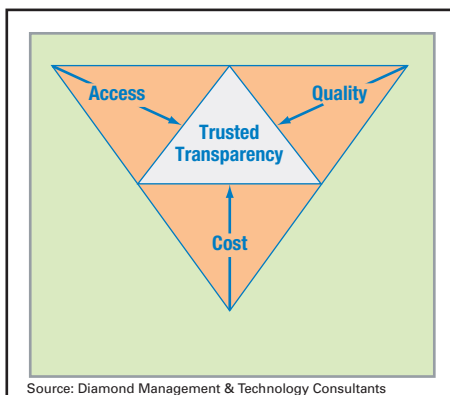 Access
Quality
Trusted
Transparency
Cost
Source: Diamond Management & Technology Consultants